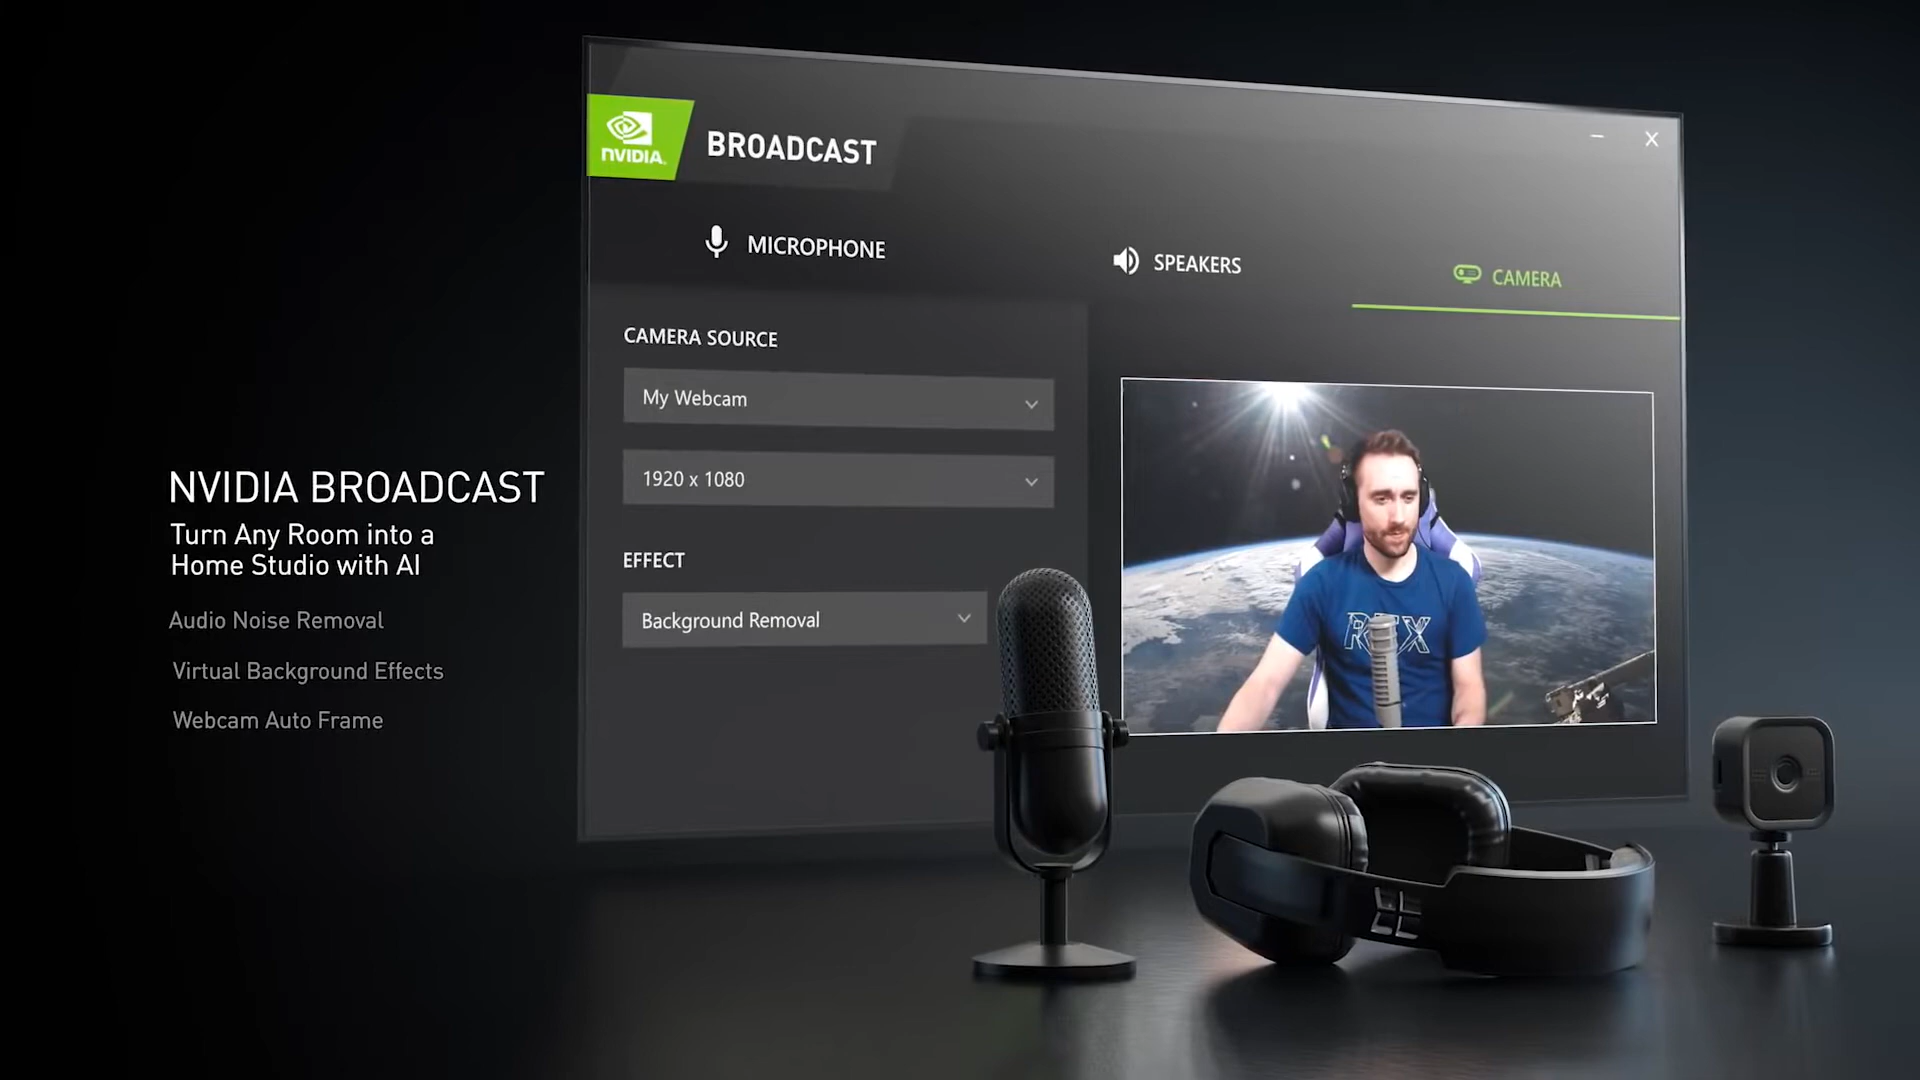 NVIDIA BROADCAST
Turn Any Room into a
Home Studio with AI
Audio Noise Removal
Virtual Background Effects
Webcam Auto Frame
NVIDIA.
BROADCAST
MICROPHONE
SPEAKERS
CAMERA
CAMERA SOURCE
My Webcam
1920 x 1080
EFFECT
Background Removal
RTX